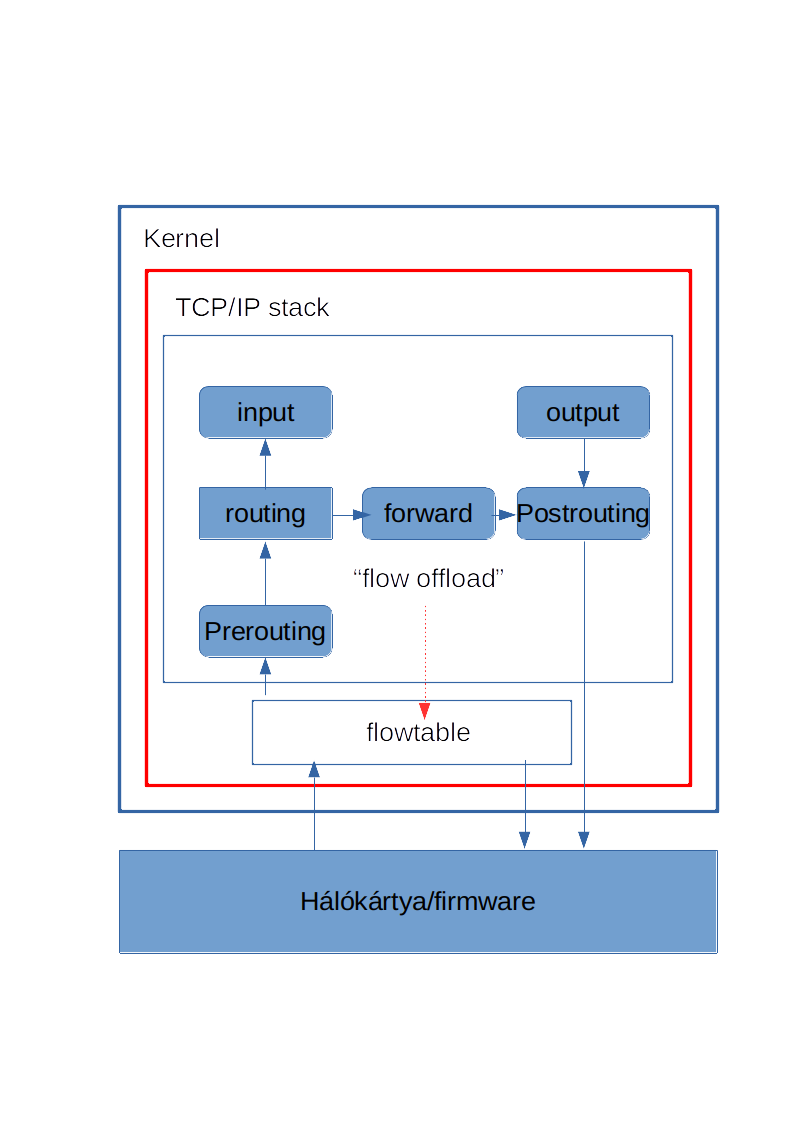 Kernel
TCP/IP stack
input
output
routing
forward
Postrouting
“flow offload”
Prerouting
flowtable
Hálókártya/firmware